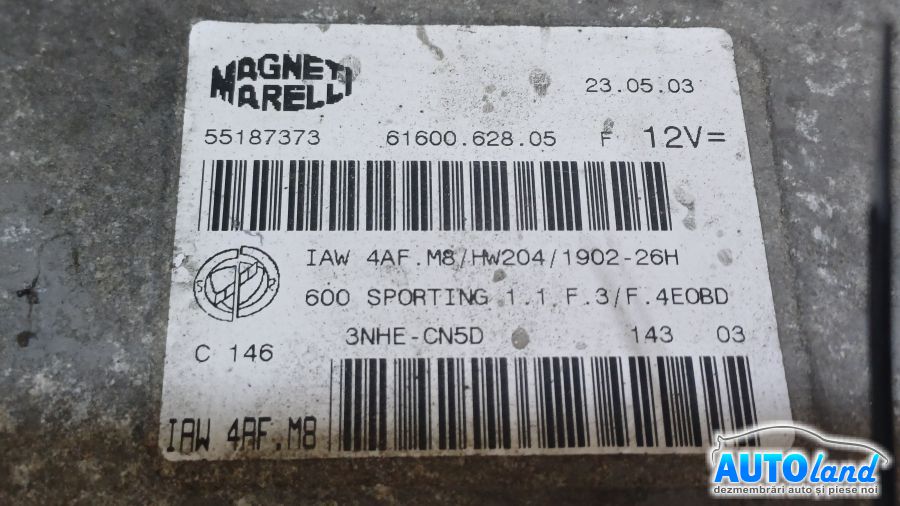 MAGNETI
MARELLI
23.05.03
55187373 61600.628.05 F 12V=
IAW 4AF.M8/HW204/1902-26H
S R
600 SPORTING 1.1 F.3/F.4EOBD
3NHE-CN5D 143 03
C 146
IAW 4AF.M8
AUTOland
dezmembrări auto și piese noi